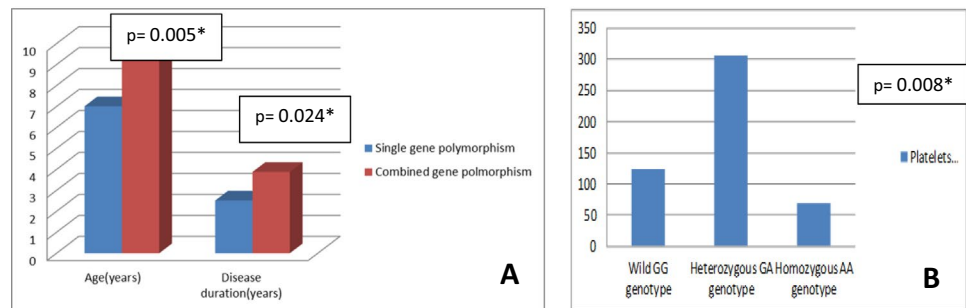 p= 0.005*
10
9
8
7
6
5
4
3
2
1
0
p= 0.024*
Single gene polymorphism
Combined gene polmorphism
Age(years)
Disease
duration(years)
A
350
300
250
200
150
100
50
0
p= 0.008*
Platelets...
Wild GG
genotype
Heterozygous GA
genotype
Homozygous AA
genotype
B